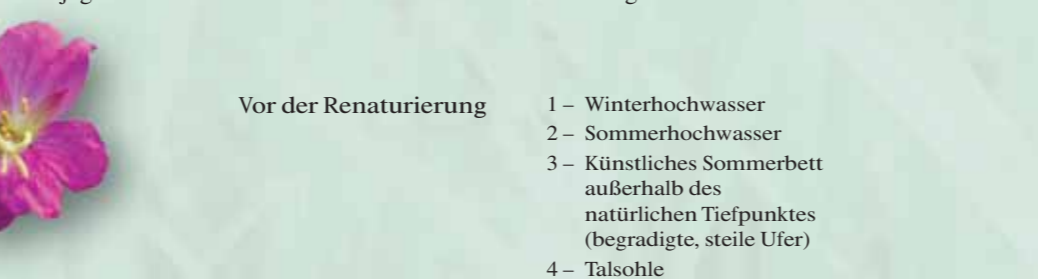 Vor der Renaturierung
1 – Winterhochwasser
2 – Sommerhochwasser
3 – Künstliches Sommerbett
außerhalb des
natürlichen Tiefpunktes
(begradigte, steile Ufer)
4 – Talsohle